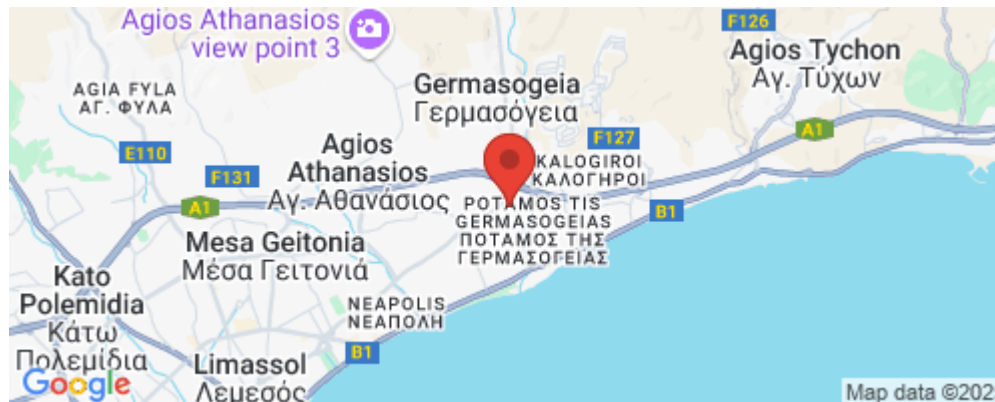 Agios Athanasios
view point 3
F126
Agios Tychon
Αγ. Τύχων
Germasogeia
Γερμασόγεια
AGIA FYLA
ΑΓ. ΦΥΛΑ
A1
F127
E110
Agios
Athanasios
Αγ. Αθανάσιος
KALOGIROI
ΚΑΛΟΓΗΡΟΙ
F131
A1
POTAMOS TIS
GERMASOGEIAS
ΠΟΤΑΜΟΣ ΤΗΣ
ΓΕΡΜΑΣΟΓΕΙΑΣ
B1
Mesa Geitonia
Μέσα Γειτονιά
Kato
Polemidia
Κάτω
Πολεμίδια
NEAPOLIS
ΝΕΑΠΟΛΗ
B1
Limassol
Λεμεσός
Google
Map data ©202